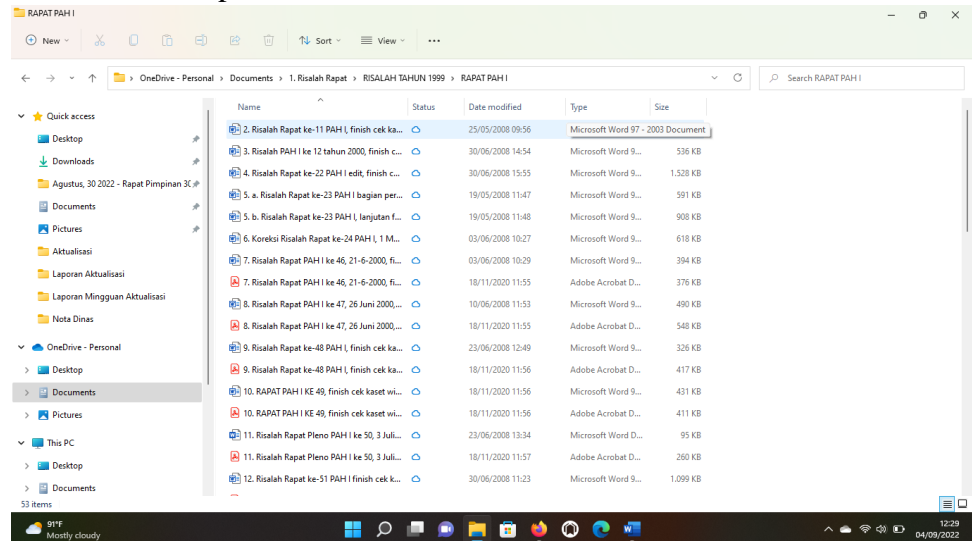 RAPAT PAH I
New Sort View
OneDrive - Personal > Documents > 1. Risalah Rapat > RISALAH TAHUN 1999 > RAPAT PAH I Search RAPAT PAH I
Name Status Date modified Type Size
Quick access
2. Risalah Rapat ke-11 PAH I, finish cek ka... 25/05/2008 09:56 Microsoft Word 97 - 2003 Document
Desktop
3. Risalah PAH I ke 12 tahun 2000, finish c... 30/06/2008 14:54 Microsoft Word 9... 536 KB
Downloads
4. Risalah Rapat ke-22 PAH I edit, finish c... 30/06/2008 15:55 Microsoft Word 9... 1.528 KB
Agustus, 30 2022 - Rapat Pimpinan 30
5. a. Risalah Rapat ke-23 PAH I bagian per... 19/05/2008 11:47 Microsoft Word 9... 591 KB
Documents
5. b. Risalah Rapat ke-23 PAH I, lanjutan f... 19/05/2008 11:48 Microsoft Word 9... 908 KB
Pictures
6. Koreksi Risalah Rapat ke-24 PAH I, 1 M... 03/06/2008 10:27 Microsoft Word 9... 618 KB
Aktualisasi
7. Risalah Rapat PAH I ke 46, 21-6-2000, fi... 03/06/2008 10:29 Microsoft Word 9... 394 KB
Laporan Aktualisasi
7. Risalah Rapat PAH I ke 46, 21-6-2000, fi... 18/11/2020 11:55 Adobe Acrobat D... 376 KB
Laporan Mingguan Aktualisasi
8. Risalah Rapat PAH I ke 47, 26 Juni 2000,... 10/06/2008 11:53 Microsoft Word 9... 490 KB
Nota Dinas
8. Risalah Rapat PAH I ke 47, 26 Juni 2000,... 18/11/2020 11:55 Adobe Acrobat D... 548 KB
OneDrive - Personal
9. Risalah Rapat ke-48 PAH I, finish cek ka... 23/06/2008 12:49 Microsoft Word 9... 326 KB
Desktop
9. Risalah Rapat ke-48 PAH I, finish cek ka... 18/11/2020 11:56 Adobe Acrobat D... 417 KB
Documents
10. RAPAT PAH I KE 49, finish cek kaset wi... 18/11/2020 11:56 Microsoft Word 9... 431 KB
Pictures
10. RAPAT PAH I KE 49, finish cek kaset wi... 18/11/2020 11:56 Adobe Acrobat D... 411 KB
This PC
11. Risalah Rapat Pleno PAH I ke 50, 3 Juli... 23/06/2008 13:34 Microsoft Word D... 95 KB
Desktop
11. Risalah Rapat Pleno PAH I ke 50, 3 Juli... 18/11/2020 11:57 Adobe Acrobat D... 260 KB
Documents
12. Risalah Rapat ke-51 PAH I finish cek k... 30/06/2008 11:23 Microsoft Word 9... 1.099 KB
53 items
91°F
Mostly cloudy
12:29
04/09/2022